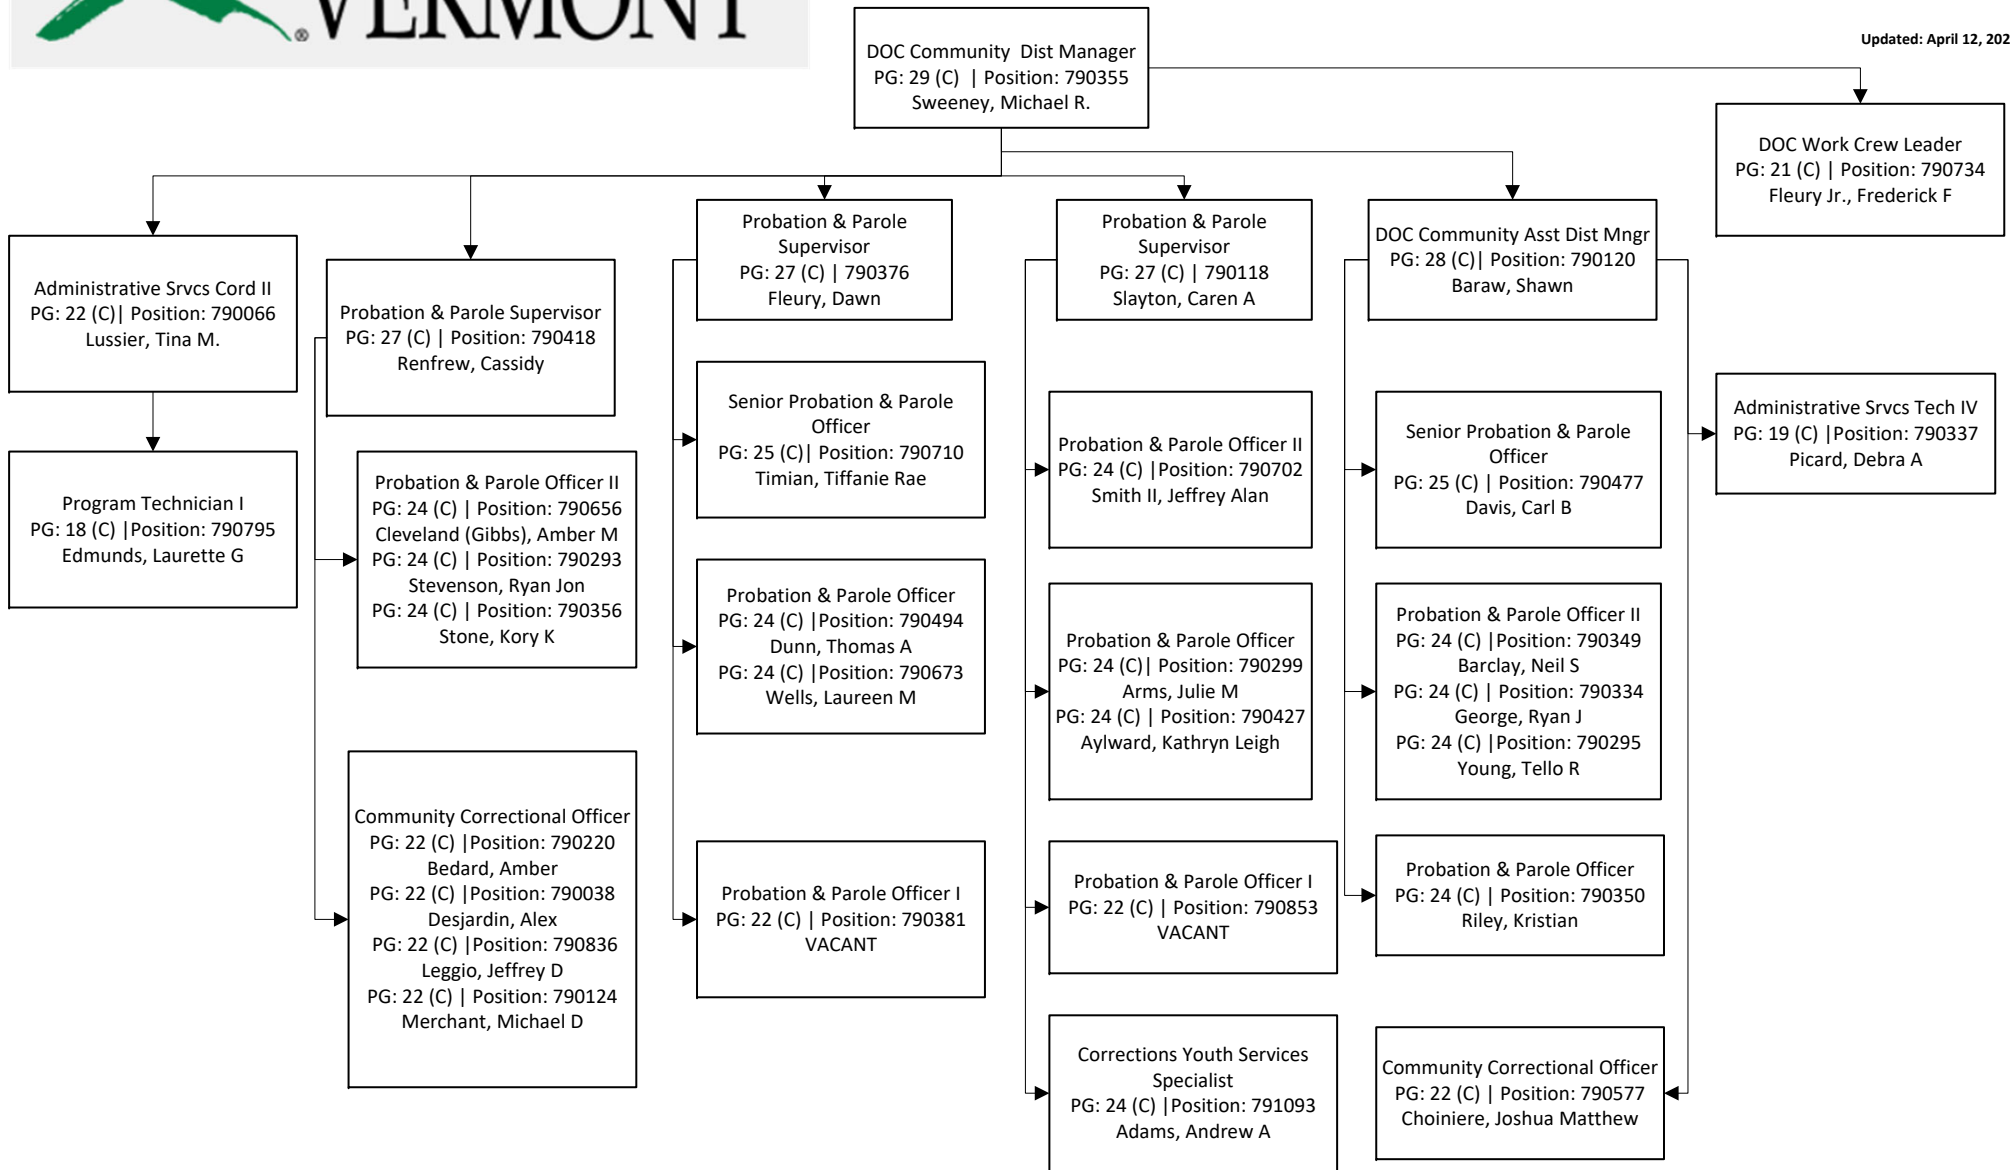 VERMONT
®
Updated: April 12, 202
DOC Community  Dist Manager
PG: 29 (C)  | Position: 790355
Sweeney, Michael R.
DOC Work Crew Leader
PG: 21 (C) | Position: 790734
Fleury Jr., Frederick F
Administrative Srvcs Cord II
PG: 22 (C)| Position: 790066
Lussier, Tina M.
Program Technician I
PG: 18 (C) |Position: 790795
Edmunds, Laurette G
Probation & Parole Supervisor
PG: 27 (C) | Position: 790418
Renfrew, Cassidy
Probation & Parole Officer II
PG: 24 (C) | Position: 790656
Cleveland (Gibbs), Amber M
PG: 24 (C) | Position: 790293
Stevenson, Ryan Jon
PG: 24 (C) | Position: 790356
Stone, Kory K
Community Correctional Officer
PG: 22 (C) |Position: 790220
Bedard, Amber
PG: 22 (C) |Position: 790038
Desjardin, Alex
PG: 22 (C) |Position: 790836
Leggio, Jeffrey D
PG: 22 (C) | Position: 790124
Merchant, Michael D
Probation & Parole
Supervisor
PG: 27 (C) | 790376
Fleury, Dawn
Senior Probation & Parole
Officer
PG: 25 (C)| Position: 790710
Timian, Tiffanie Rae
Probation & Parole Officer
PG: 24 (C) |Position: 790494
Dunn, Thomas A
PG: 24 (C) |Position: 790673
Wells, Laureen M
Probation & Parole Officer I
PG: 22 (C) | Position: 790381
VACANT
Probation & Parole
Supervisor
PG: 27 (C) | 790118
Slayton, Caren A
Probation & Parole Officer II
PG: 24 (C) |Position: 790702
Smith II, Jeffrey Alan
Probation & Parole Officer
PG: 24 (C)| Position: 790299
Arms, Julie M
PG: 24 (C) | Position: 790427
Aylward, Kathryn Leigh
Probation & Parole Officer I
PG: 22 (C) | Position: 790853
VACANT
Corrections Youth Services
Specialist
PG: 24 (C) |Position: 791093
Adams, Andrew A
DOC Community Asst Dist Mngr
PG: 28 (C)| Position: 790120
Baraw, Shawn
Senior Probation & Parole
Officer
PG: 25 (C) | Position: 790477
Davis, Carl B
Probation & Parole Officer II
PG: 24 (C) |Position: 790349
Barclay, Neil S
PG: 24 (C) | Position: 790334
George, Ryan J
PG: 24 (C) |Position: 790295
Young, Tello R
Probation & Parole Officer
PG: 24 (C) | Position: 790350
Riley, Kristian
Community Correctional Officer
PG: 22 (C) | Position: 790577
Choiniere, Joshua Matthew
Administrative Srvcs Tech IV
PG: 19 (C) |Position: 790337
Picard, Debra A